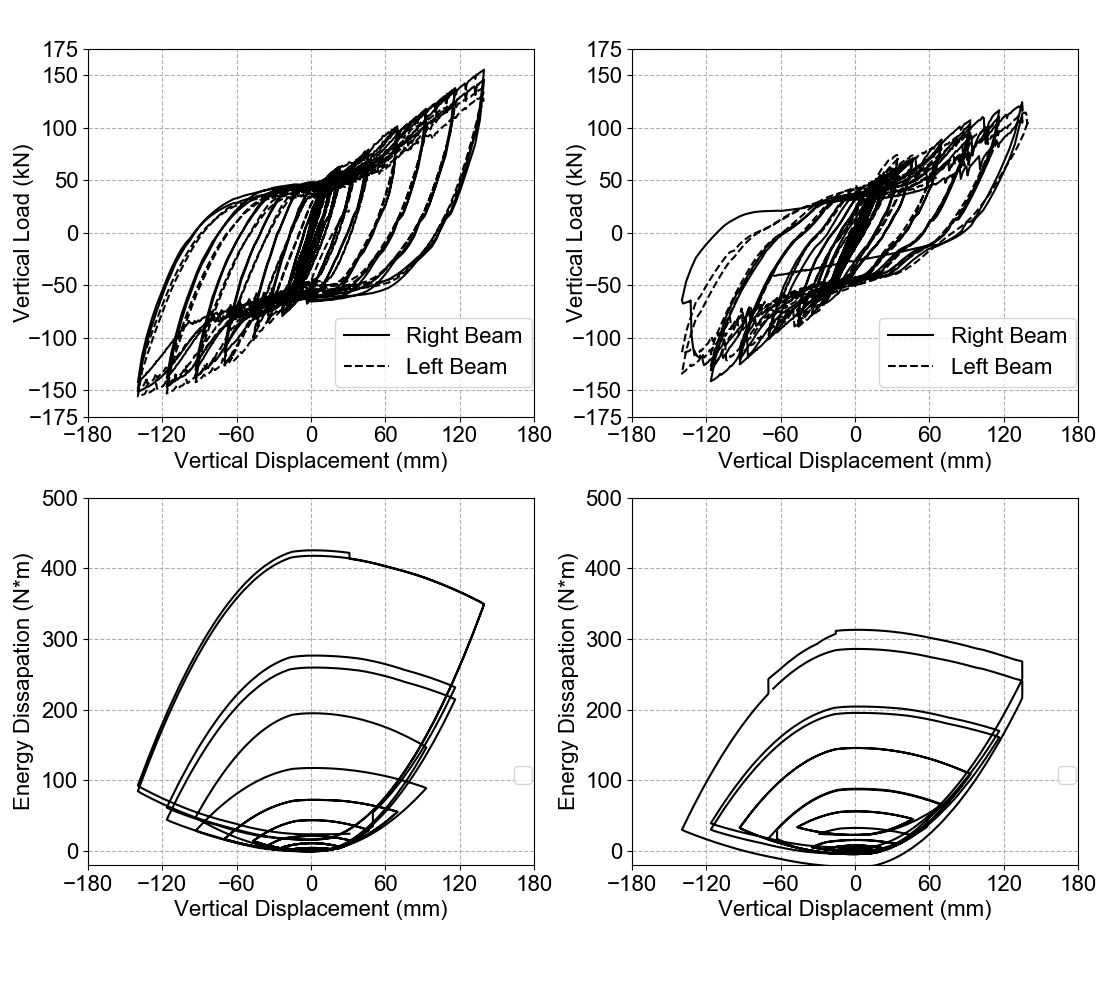 175
150
100
50
0
−50
−100
−150
−175
Vertical Load (kN)
Right Beam
Left Beam
−180 −120 −60 0 60 120 180
Vertical Displacement (mm)
175
150
100
50
0
−50
−100
−150
−175
Vertical Load (kN)
Right Beam
Left Beam
−180 −120 −60 0 60 120 180
Vertical Displacement (mm)
500
400
300
200
100
0
Energy Dissapation (N*m)
−180 −120 −60 0 60 120 180
Vertical Displacement (mm)
500
400
300
200
100
0
Energy Dissapation (N*m)
−180 −120 −60 0 60 120 180
Vertical Displacement (mm)